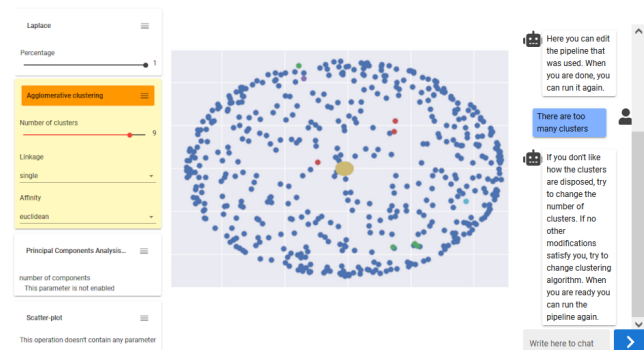 Laplace
Percentage
1
Agglomerative clustering
Number of clusters
9
Linkage
single
Affinity
euclidean
Principal Components Analysis...
number of components
This parameter is not enabled
Scatter-plot
This operation doesn't contain any parameter
Here you can edit
the pipeline that
was used. When
you are done, you
can run it again.
There are too
many clusters
If you don't like
how the clusters
are disposed, try
to change the
number of
clusters. If no
other
modifications
satisfy you, try to
change clustering
algorithm. When
you are ready you
can run the
pipeline again.
Write here to chat